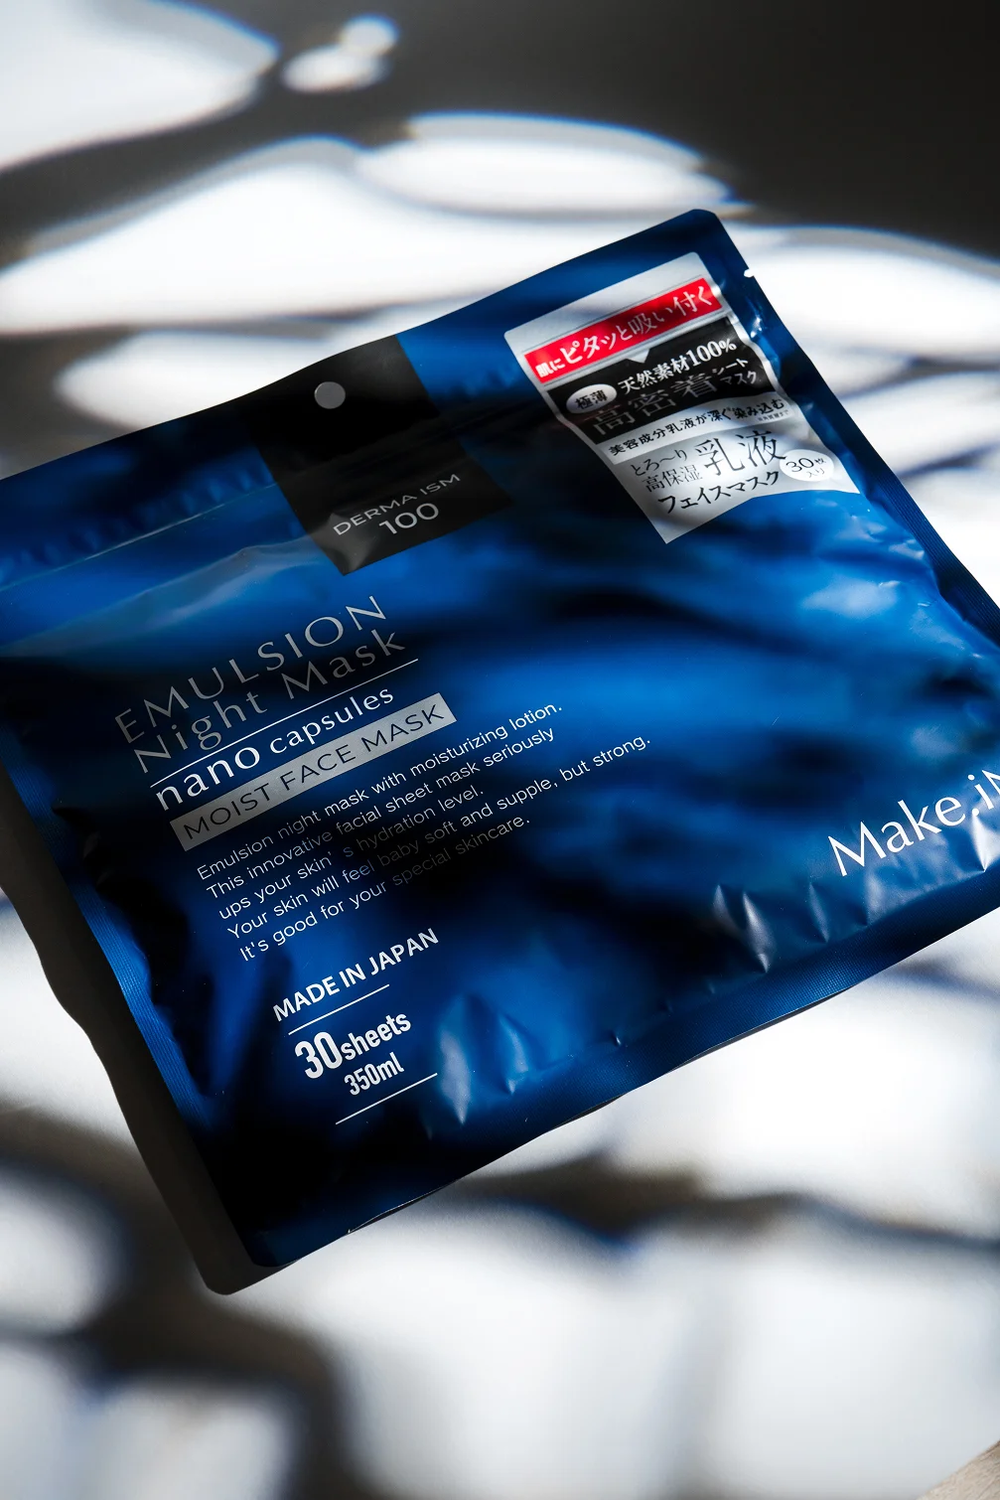 肌にピタッと吸い付く
極薄
天然素材100%
高密着シートマスク
美容成分乳液が深く染み込む
とろ〜り
高保湿
乳液
フェイスマスク
30枚入り
DERMA ISM
100
EMULSION
Night Mask
nano capsules
MOIST FACE MASK
Emulsion night mask with moisturizing lotion.
This innovative facial sheet mask seriously
ups your skin's hydration level.
Your skin will feel baby soft and supple, but strong.
It's good for your special skincare.
Make.iN
MADE IN JAPAN
30sheets
350ml